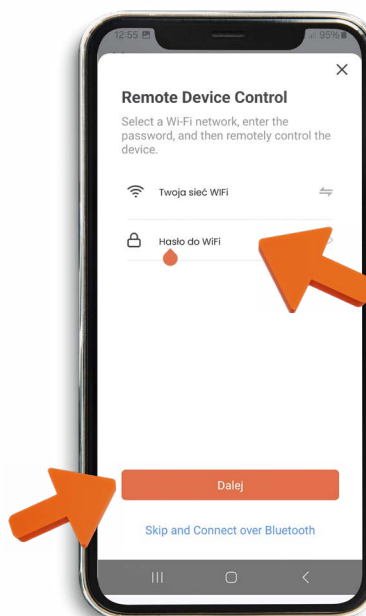 12:55
95%
Remote Device Control
Select a Wi-Fi network, enter the
password, and then remotely control the
device.
Twoja sieć WIFi
Hasło do WiFi
Dalej
Skip and Connect over Bluetooth